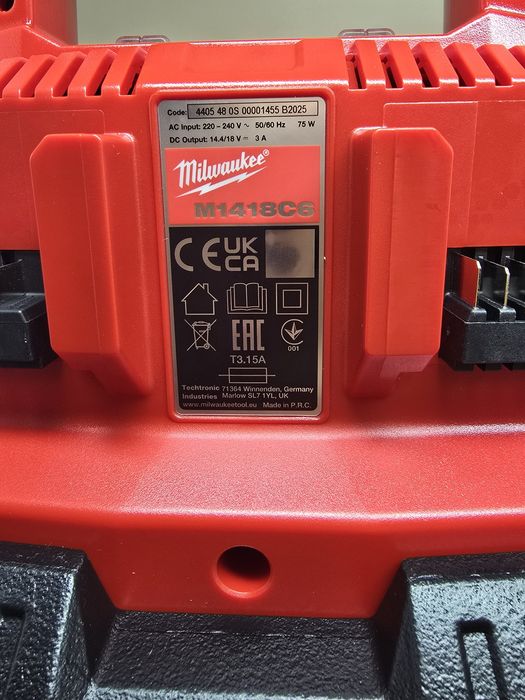 Code: 4405 48 0S 00001455 B2025
AC Input: 220 – 240 V ~ 50/60 Hz 75 W
DC Output: 14.4/18 V ⎓ 3 A
Milwaukee®
M1418C6
CE UK CA
EAC
001
T3.15A
Techtronic 71364 Winnenden, Germany
Industries Marlow SL7 1YL, UK
www.milwaukeetool.eu Made in P.R.C.